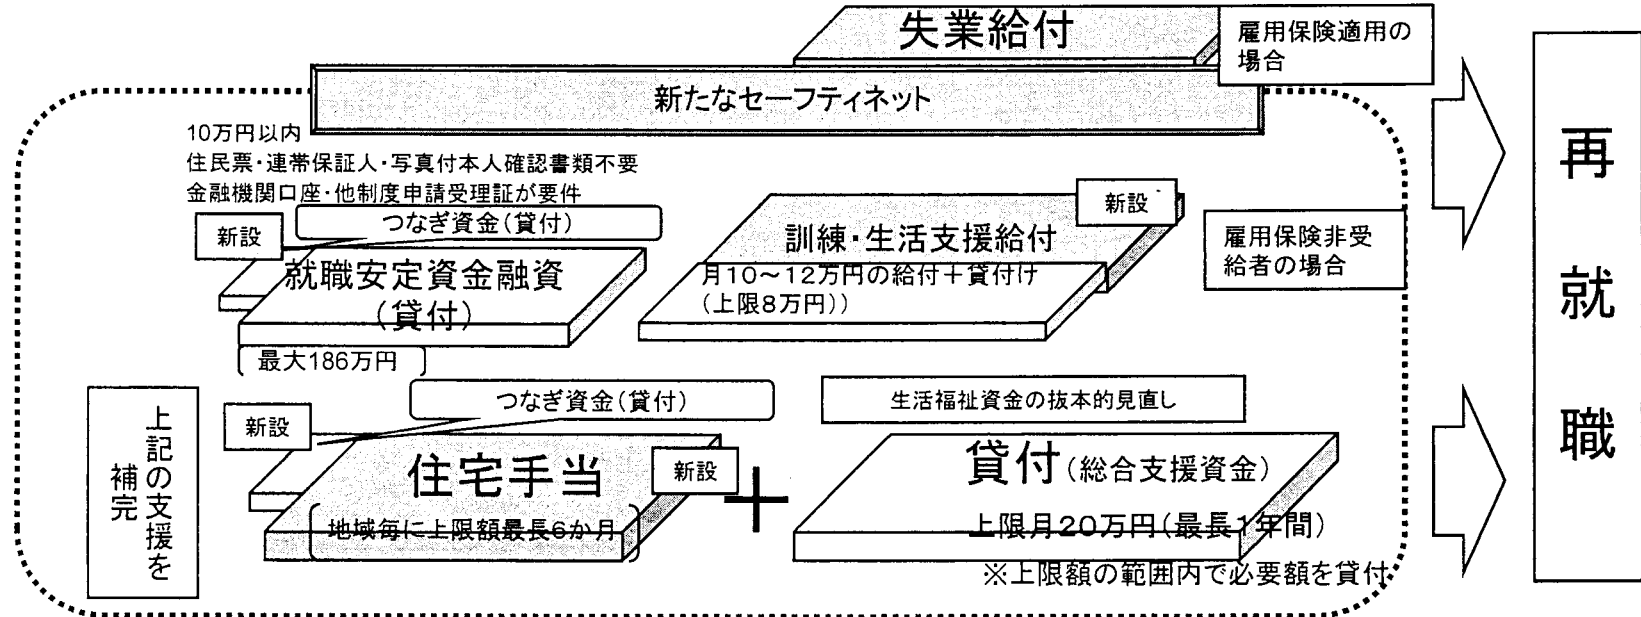 失業給付
雇用保険適用の
場合
新たなセーフティネット
10万円以内
住民票・連帯保証人・写真付本人確認書類不要
金融機関口座・他制度申請受理証が要件
新設
つなぎ資金(貸付)
就職安定資金融資
(貸付)
最大186万円
新設
訓練・生活支援給付
月10～12万円の給付＋貸付け
(上限8万円))
雇用保険非受
給者の場合
上記の支援を
補完
新設
つなぎ資金(貸付)
住宅手当
新設
地域毎に上限額最長6か月
＋
生活福祉資金の抜本的見直し
貸付(総合支援資金)
上限月20万円(最長1年間)
※上限額の範囲内で必要額を貸付
再就職